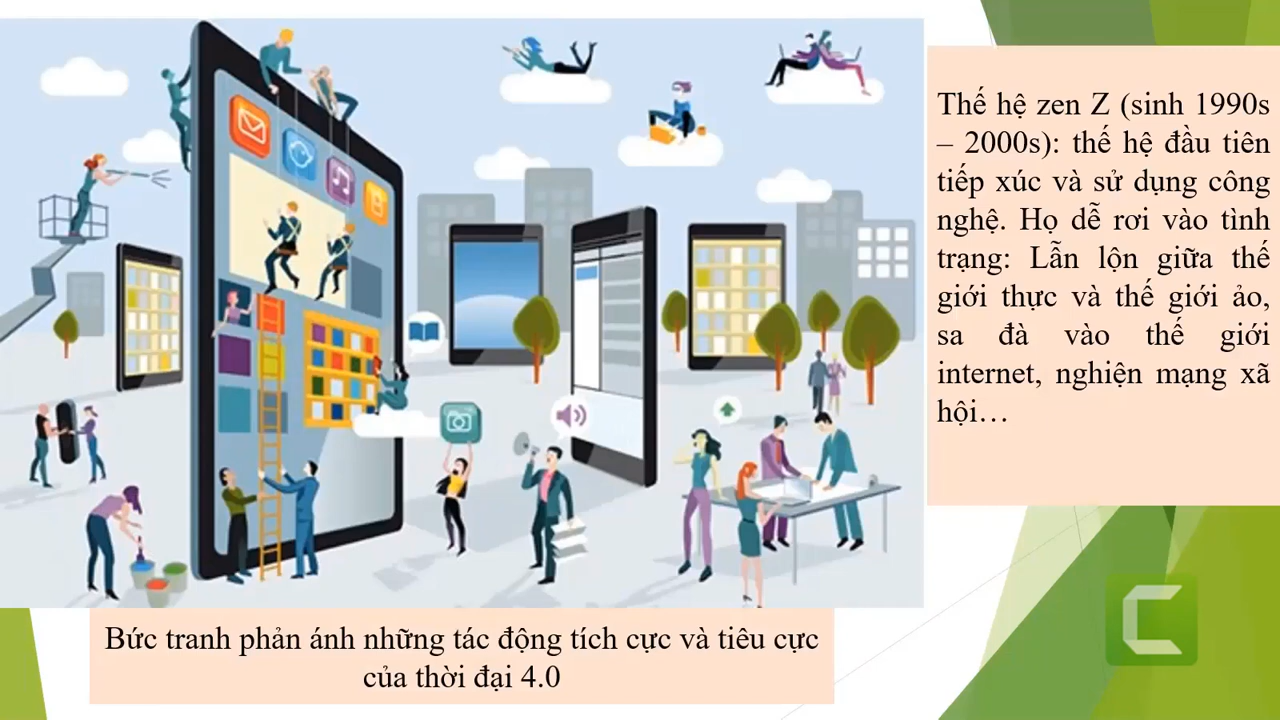 Thế hệ zen Z (sinh 1990s
– 2000s): thế hệ đầu tiên
tiếp xúc và sử dụng công
nghệ. Họ dễ rơi vào tình
trạng: Lẫn lộn giữa thế
giới thực và thế giới ảo,
sa đà vào thế giới
internet, nghiện mạng xã
hội…
Bức tranh phản ánh những tác động tích cực và tiêu cực
của thời đại 4.0